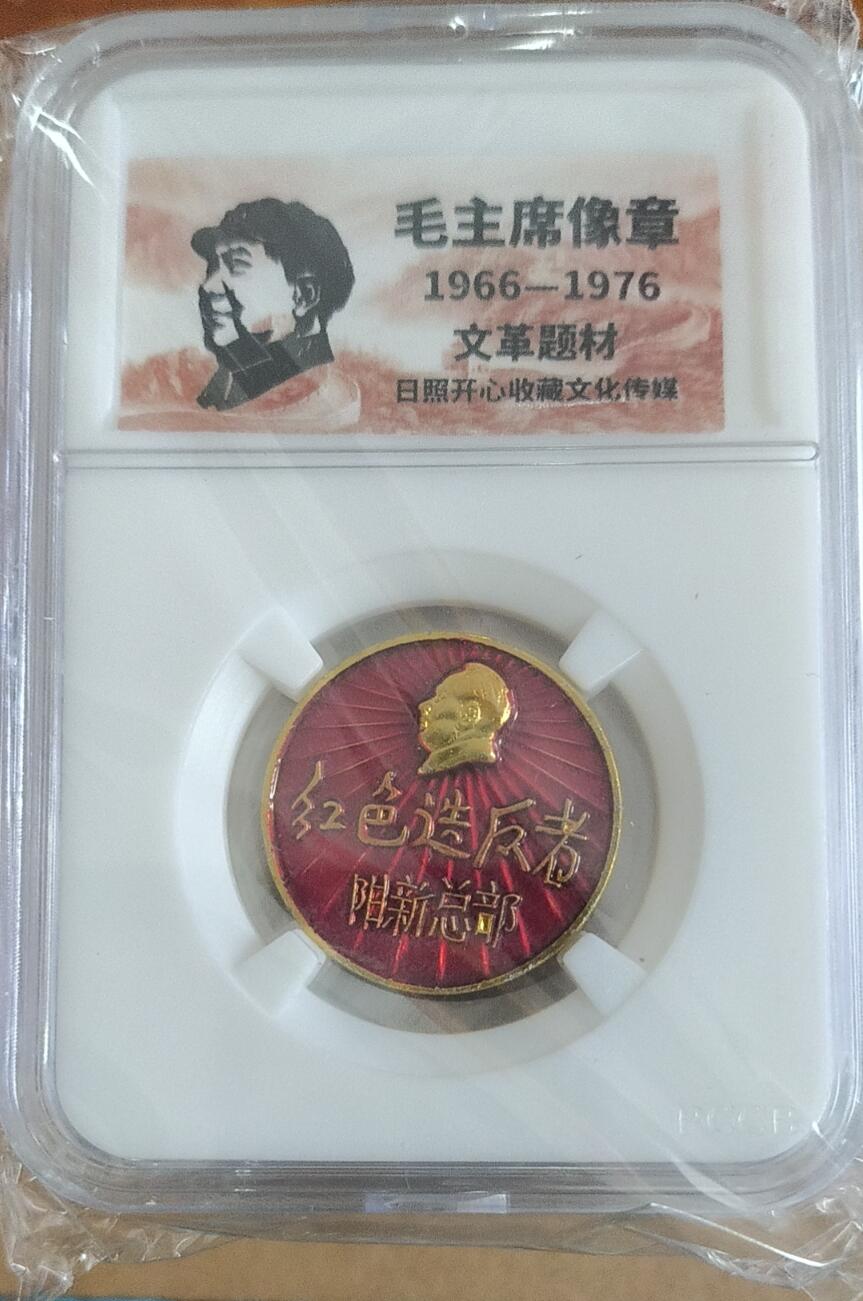 毛主席像章
1966—1976
文革题材
日照开心收藏文化传媒
红色造反者
阳新总部
PCCB